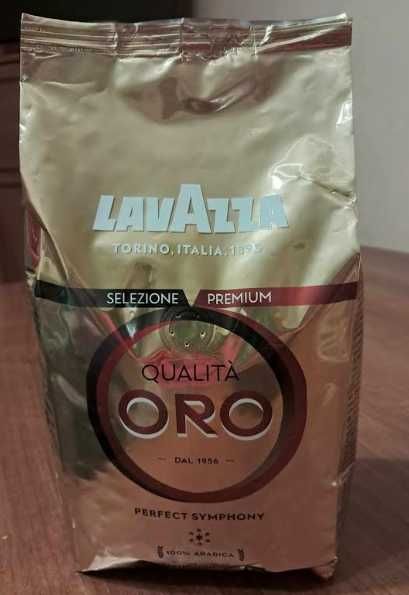 LAVAZZA
TORINO, ITALIA, 1895
SELEZIONE PREMIUM
QUALITÀ
ORO
DAL 1956
PERFECT SYMPHONY
100% ARABICA